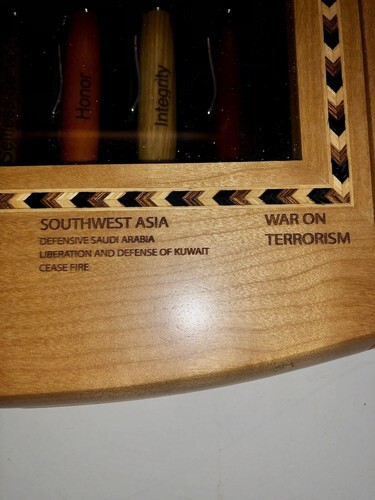 Honor
Integrity
SOUTHWEST ASIA
DEFENSIVE SAUDI ARABIA
LIBERATION AND DEFENSE OF KUWAIT
CEASE FIRE
WAR ON
TERRORISM